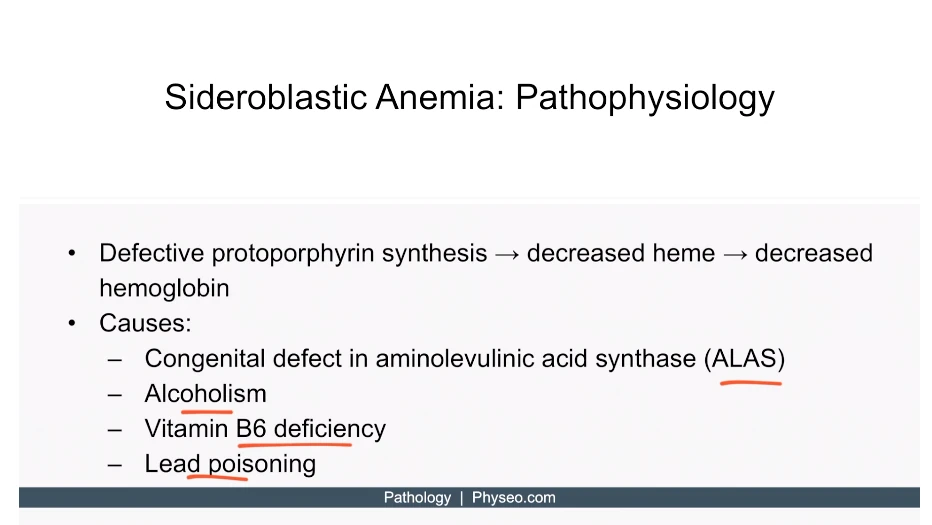 Sideroblastic Anemia: Pathophysiology
• Defective protoporphyrin synthesis → decreased heme → decreased
hemoglobin
• Causes:
– Congenital defect in aminolevulinic acid synthase (ALAS)
– Alcoholism
– Vitamin B6 deficiency
– Lead poisoning
Pathology | Physeo.com